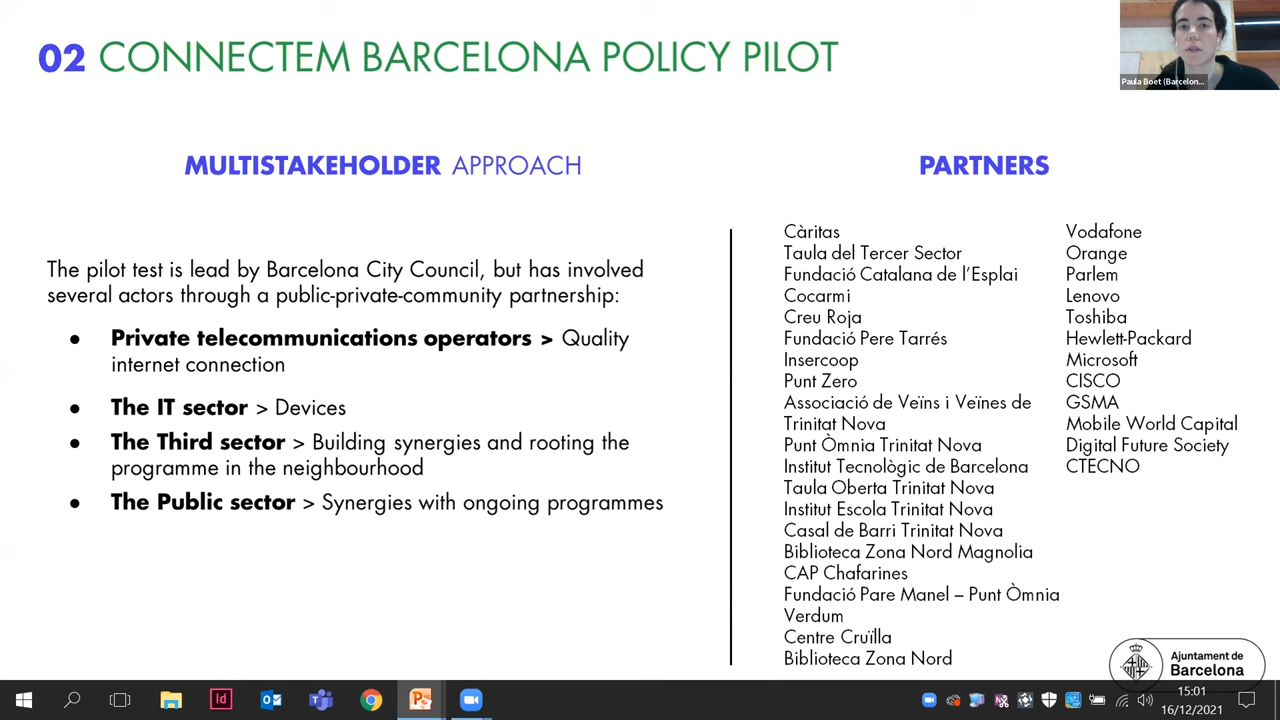 02 CONNECTEM BARCELONA POLICY PILOT
Paula Boet (Barcelon...
MULTISTAKEHOLDER APPROACH
The pilot test is lead by Barcelona City Council, but has involved
several actors through a public-private-community partnership:
● Private telecommunications operators > Quality
internet connection
● The IT sector > Devices
● The Third sector > Building synergies and rooting the
programme in the neighbourhood
● The Public sector > Synergies with ongoing programmes
PARTNERS
Càritas
Taula del Tercer Sector
Fundació Catalana de l'Esplai
Cocarmi
Creu Roja
Fundació Pere Tarrés
Insercoop
Punt Zero
Associació de Veïns i Veïnes de
Trinitat Nova
Punt Òmnia Trinitat Nova
Institut Tecnològic de Barcelona
Taula Oberta Trinitat Nova
Institut Escola Trinitat Nova
Casal de Barri Trinitat Nova
Biblioteca Zona Nord Magnolia
CAP Chafarines
Fundació Pare Manel – Punt Òmnia
Verdum
Centre Cruïlla
Biblioteca Zona Nord
Vodafone
Orange
Parlem
Lenovo
Toshiba
Hewlett-Packard
Microsoft
CISCO
GSMA
Mobile World Capital
Digital Future Society
CTECNO
Ajuntament de
Barcelona
Id
15:01
16/12/2021